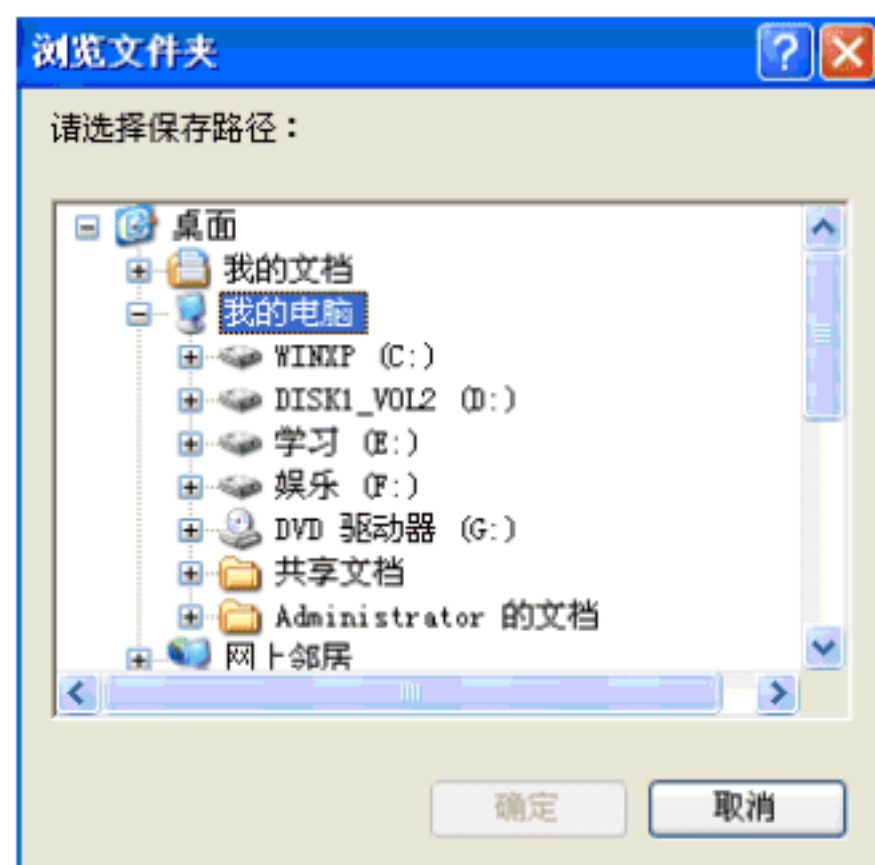 浏览文件夹
请选择保存路径：
桌面
我的文档
我的电脑
WINXP (C:)
DISK1_VOL2 (D:)
学习 (E:)
娱乐 (F:)
DVD 驱动器 (G:)
共享文档
Administrator 的文档
网上邻居
确定
取消